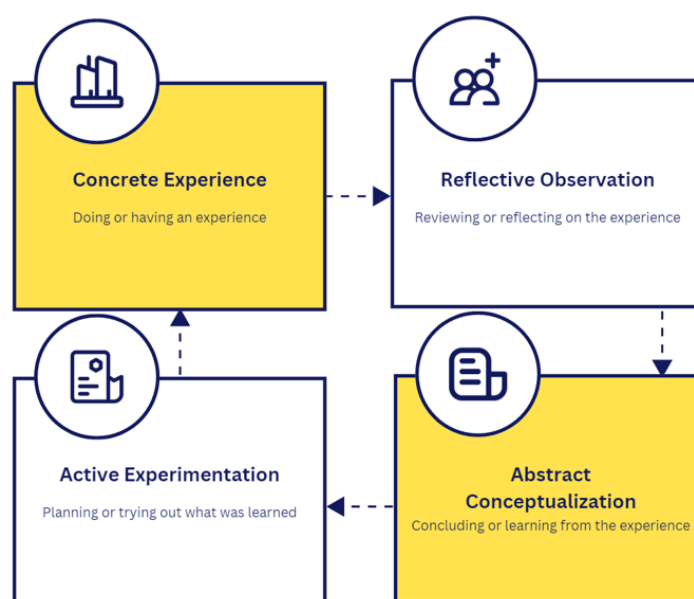 Concrete Experience
Doing or having an experience
Reflective Observation
Reviewing or reflecting on the experience
Active Experimentation
Planning or trying out what was learned
Abstract
Conceptualization
Concluding or learning from the experience